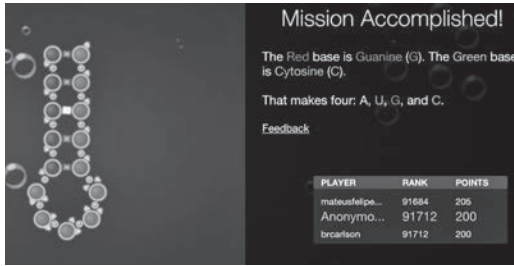 Mission Accomplished!
The Red base is Guanine (G). The Green base
is Cytosine (C).
That makes four: A, U, G, and C.
Feedback
PLAYER RANK POINTS
mateusfelipe... 91684 205
Anonymo... 91712 200
brcarlson 91712 200